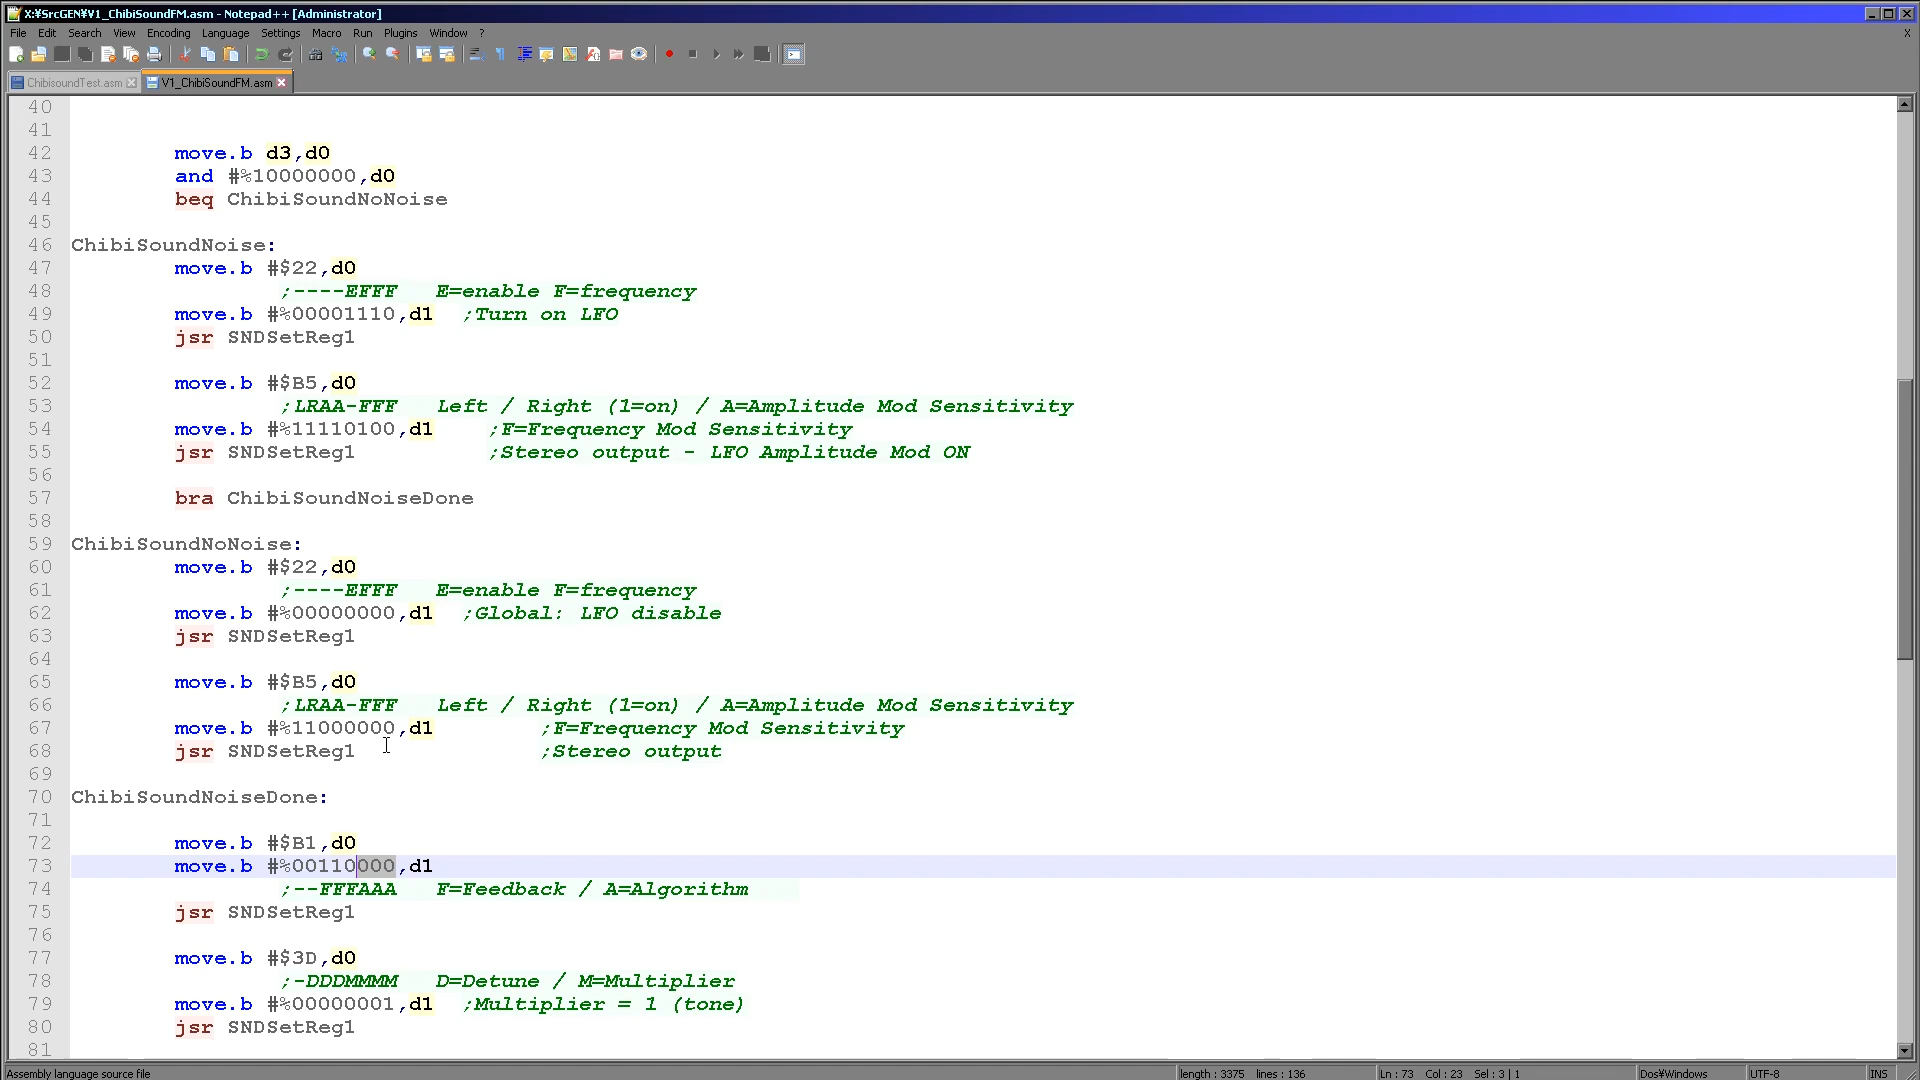 X:¥SrcGEN¥V1_ChibiSoundFM.asm - Notepad++ [Administrator]
File Edit Search View Encoding Language Settings Macro Run Plugins Window ? X
ChibisoundTest.asm V1_ChibiSoundFM.asm
40
41
42 move.b d3,d0
43 and #%10000000,d0
44 beq ChibiSoundNoNoise
45
46 ChibiSoundNoise:
47 move.b #$22,d0
48 ;----EFFF E=enable F=frequency
49 move.b #%00001110,d1 ;Turn on LFO
50 jsr SNDSetReg1
51
52 move.b #$B5,d0
53 ;LRAA-FFF Left / Right (1=on) / A=Amplitude Mod Sensitivity
54 move.b #%11110100,d1 ;F=Frequency Mod Sensitivity
55 jsr SNDSetReg1 ;Stereo output - LFO Amplitude Mod ON
56
57 bra ChibiSoundNoiseDone
58
59 ChibiSoundNoNoise:
60 move.b #$22,d0
61 ;----EFFF E=enable F=frequency
62 move.b #%00000000,d1 ;Global: LFO disable
63 jsr SNDSetReg1
64
65 move.b #$B5,d0
66 ;LRAA-FFF Left / Right (1=on) / A=Amplitude Mod Sensitivity
67 move.b #%11000000,d1 ;F=Frequency Mod Sensitivity
68 jsr SNDSetReg1 ;Stereo output
69
70 ChibiSoundNoiseDone:
71
72 move.b #$B1,d0
73 move.b #%00110000,d1
74 ;--FFFAAA F=Feedback / A=Algorithm
75 jsr SNDSetReg1
76
77 move.b #$3D,d0
78 ;-DDDMMMM D=Detune / M=Multiplier
79 move.b #%00000001,d1 ;Multiplier = 1 (tone)
80 jsr SNDSetReg1
81
Assembly language source file length : 3375 lines : 136 Ln : 73 Col : 23 Sel : 3 | 1 Dos¥Windows UTF-8 INS